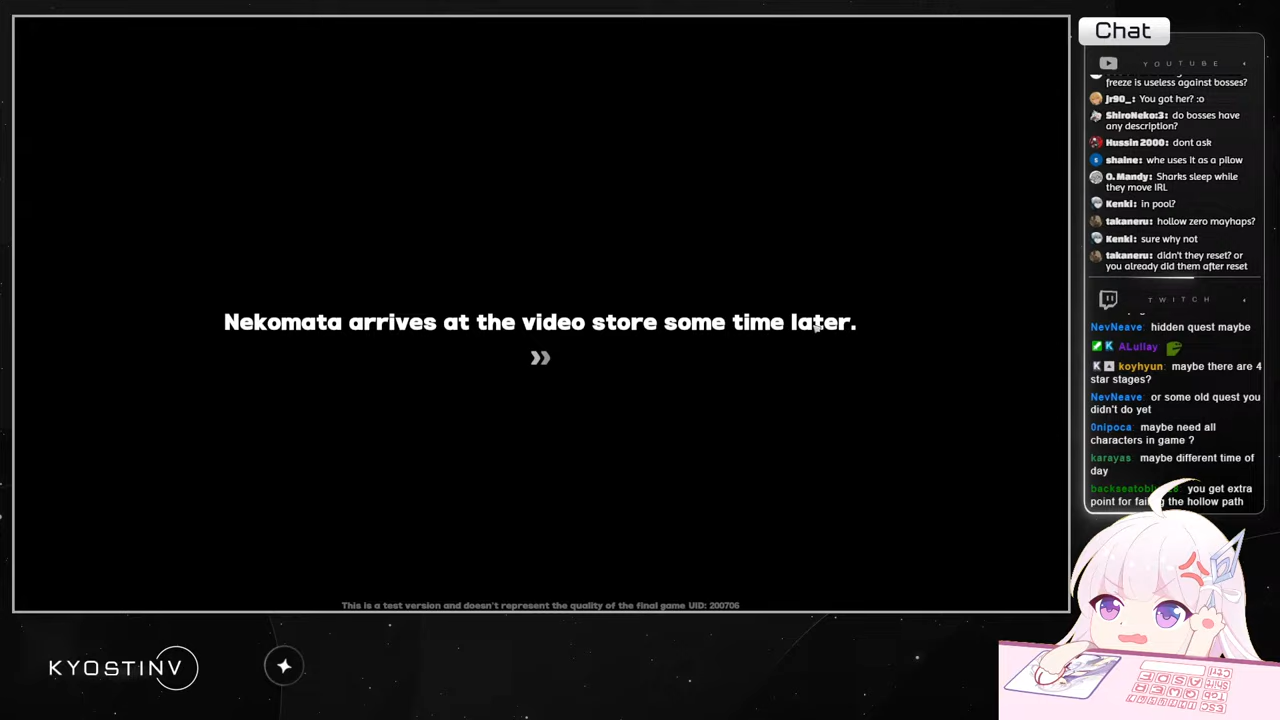 Nekomata arrives at the video store some time later.
This is a test version and doesn't represent the quality of the final game UID: 200706
KYOSTINV
Chat
YOUTUBE
freeze is useless against bosses?
jr90_: You got her? :o
ShiroNeko:3: do bosses have
any description?
Hussin 2000: dont ask
shaine: whe uses it as a pilow
O. Mandy: Sharks sleep while
they move IRL
Kenki: in pool?
takaneru: hollow zero mayhaps?
Kenki: sure why not
takaneru: didn't they reset? or
you already did them after reset
TWITCH
NevNeave: hidden quest maybe
ALullay
koyhyun: maybe there are 4
star stages?
NevNeave: or some old quest you
didn't do yet
0nipoca: maybe need all
characters in game ?
karayas: maybe different time of
day
you get extra
point for failing the hollow path